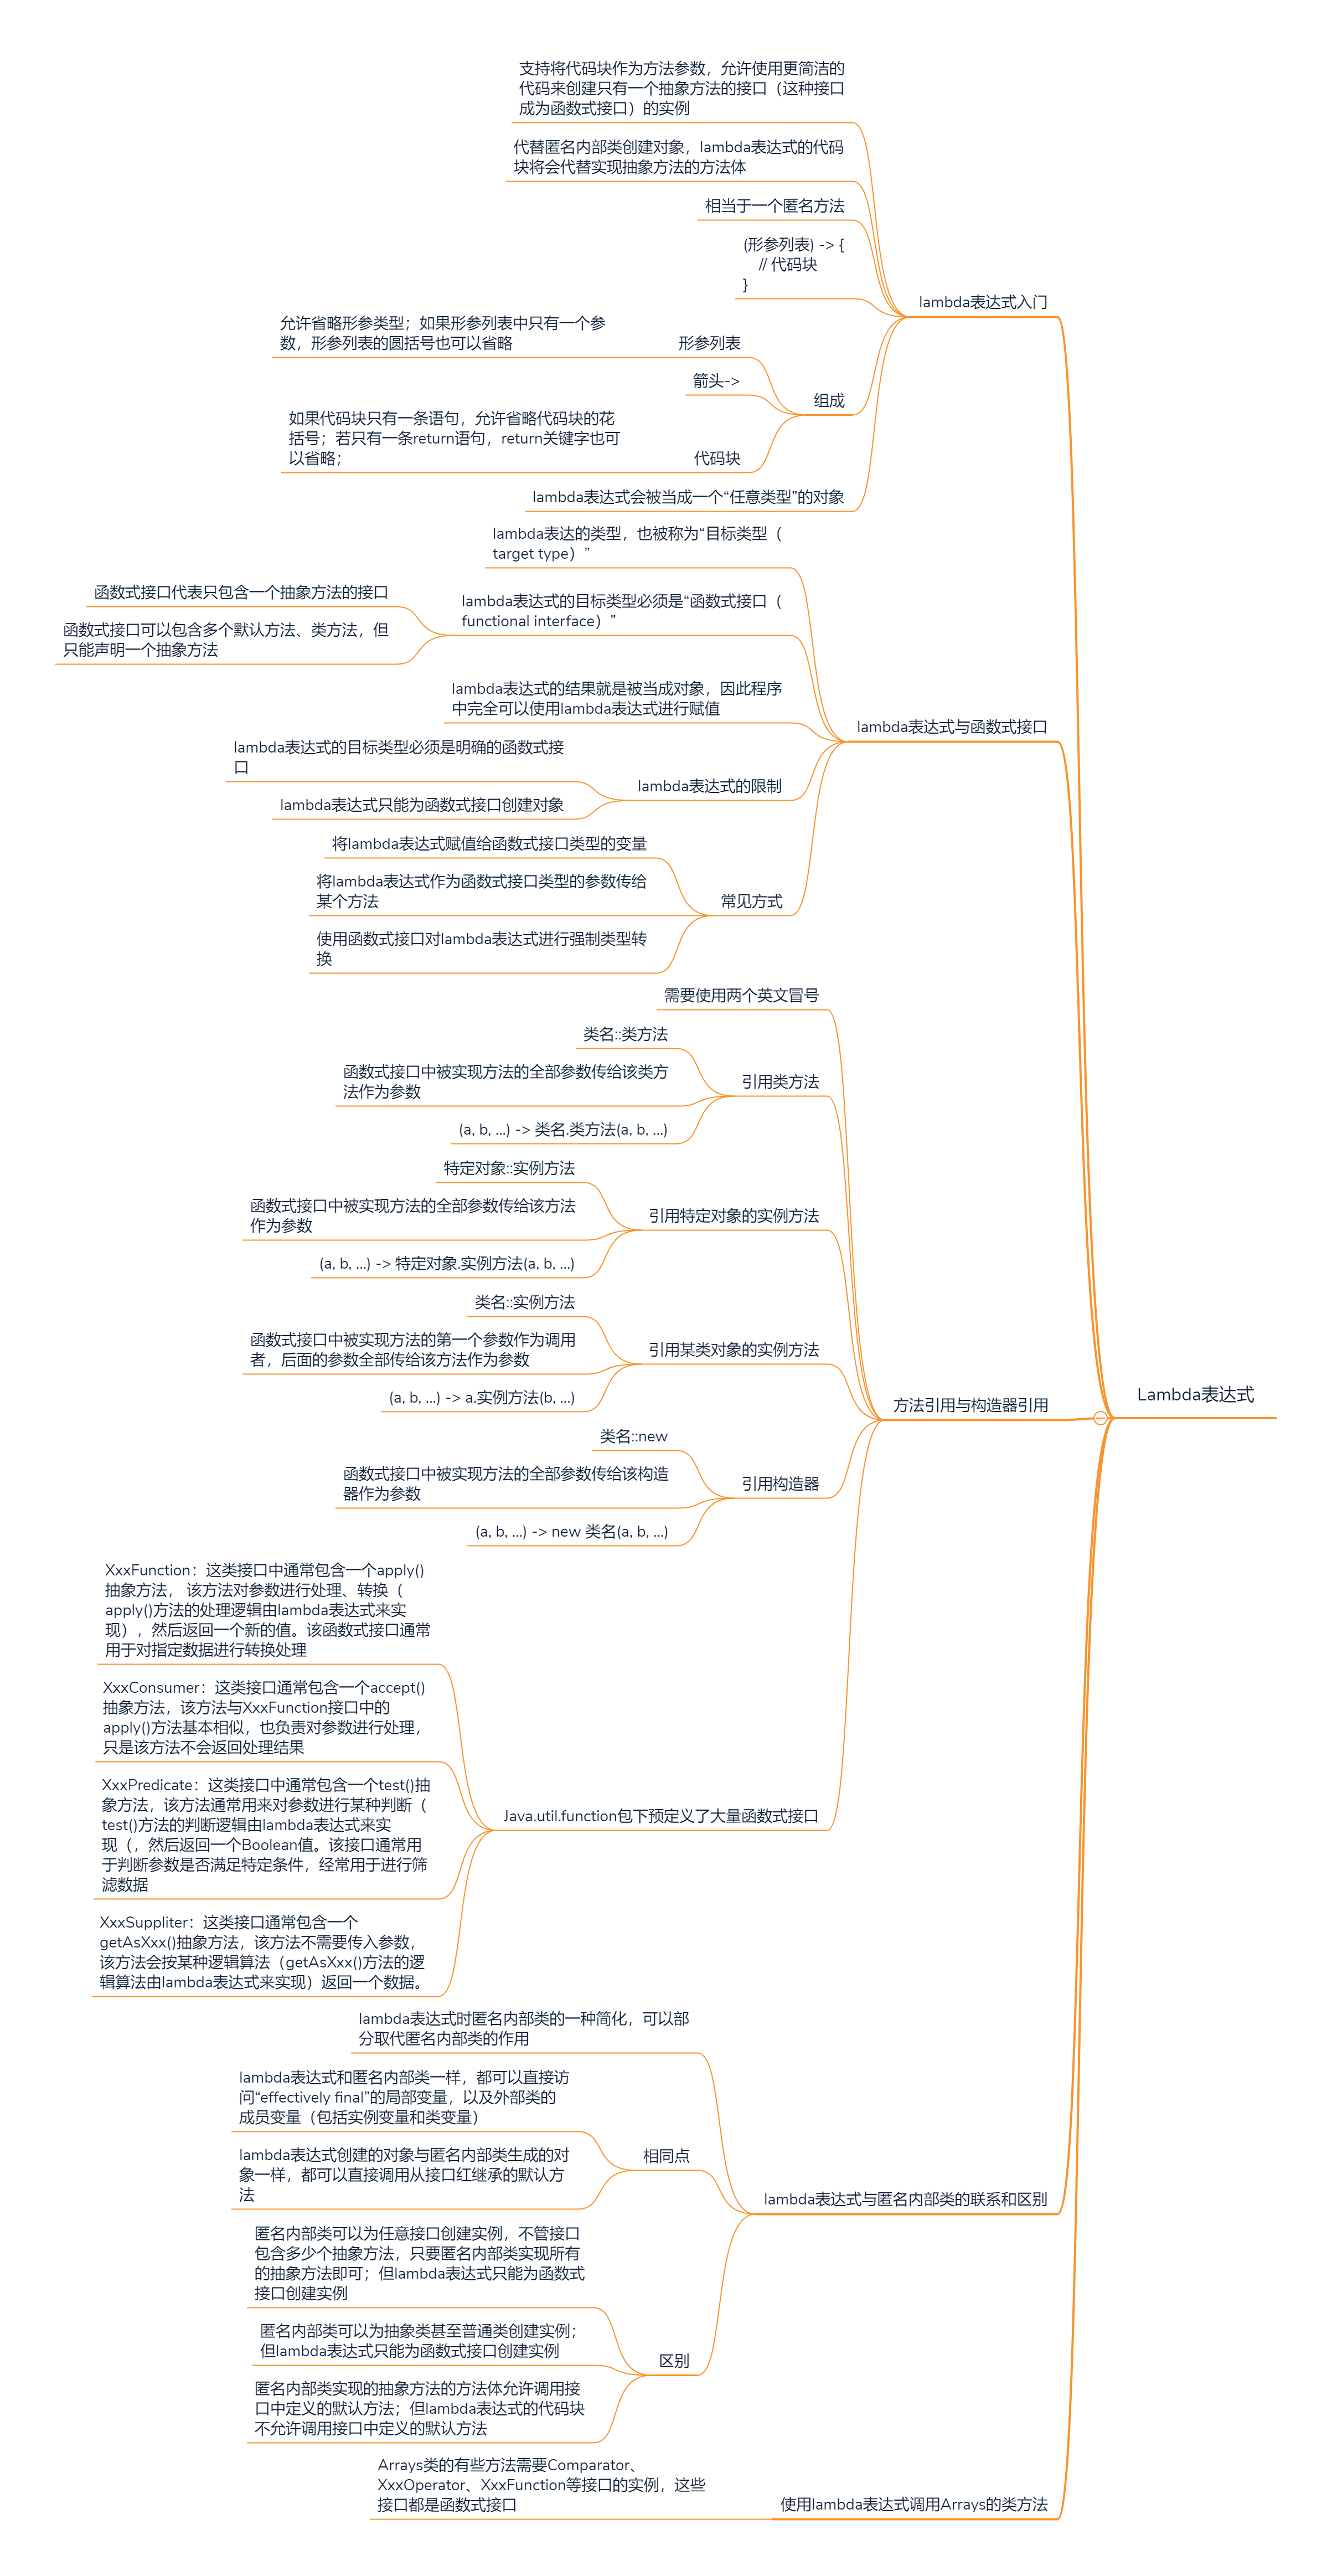 支持将代码块作为方法参数，允许使用更简洁的
代码来创建只有一个抽象方法的接口（这种接口
成为函数式接口）的实例
代替匿名内部类创建对象，lambda表达式的代码
块将会代替实现抽象方法的方法体
相当于一个匿名方法
(形参列表) -> {
// 代码块
}
lambda表达式入门
允许省略形参类型；如果形参列表中只有一个参
数，形参列表的圆括号也可以省略
形参列表
箭头->
组成
如果代码块只有一条语句，允许省略代码块的花
括号；若只有一条return语句，return关键字也可
以省略；
代码块
lambda表达式会被当成一个“任意类型”的对象
lambda表达的类型，也被称为“目标类型（
target type）”
函数式接口代表只包含一个抽象方法的接口
函数式接口可以包含多个默认方法、类方法，但
只能声明一个抽象方法
lambda表达式的目标类型必须是“函数式接口（
functional interface）”
lambda表达式的结果就是被当成对象，因此程序
中完全可以使用lambda表达式进行赋值
lambda表达式与函数式接口
lambda表达式的目标类型必须是明确的函数式接
口
lambda表达式的限制
lambda表达式只能为函数式接口创建对象
将lambda表达式赋值给函数式接口类型的变量
将lambda表达式作为函数式接口类型的参数传给
某个方法
常见方式
使用函数式接口对lambda表达式进行强制类型转
换
需要使用两个英文冒号
类名::类方法
函数式接口中被实现方法的全部参数传给该类方
法作为参数
引用类方法
(a, b, ...) -> 类名.类方法(a, b, ...)
特定对象::实例方法
函数式接口中被实现方法的全部参数传给该方法
作为参数
引用特定对象的实例方法
(a, b, ...) -> 特定对象.实例方法(a, b, ...)
类名::实例方法
函数式接口中被实现方法的第一个参数作为调用
者，后面的参数全部传给该方法作为参数
引用某类对象的实例方法
(a, b, ...) -> a.实例方法(b, ...)
Lambda表达式
方法引用与构造器引用
类名::new
函数式接口中被实现方法的全部参数传给该构造
器作为参数
引用构造器
(a, b, ...) -> new 类名(a, b, ...)
XxxFunction：这类接口中通常包含一个apply()
抽象方法， 该方法对参数进行处理、转换（
apply()方法的处理逻辑由lambda表达式来实
现），然后返回一个新的值。该函数式接口通常
用于对指定数据进行转换处理
XxxConsumer：这类接口通常包含一个accept()
抽象方法，该方法与XxxFunction接口中的
apply()方法基本相似，也负责对参数进行处理，
只是该方法不会返回处理结果
XxxPredicate：这类接口中通常包含一个test()抽
象方法，该方法通常用来对参数进行某种判断（
test()方法的判断逻辑由lambda表达式来实
现（，然后返回一个Boolean值。该接口通常用
于判断参数是否满足特定条件，经常用于进行筛
滤数据
Java.util.function包下预定义了大量函数式接口
XxxSuppliter：这类接口通常包含一个
getAsXxx()抽象方法，该方法不需要传入参数，
该方法会按某种逻辑算法（getAsXxx()方法的逻
辑算法由lambda表达式来实现）返回一个数据。
lambda表达式时匿名内部类的一种简化，可以部
分取代匿名内部类的作用
lambda表达式和匿名内部类一样，都可以直接访
问“effectively final”的局部变量，以及外部类的
成员变量（包括实例变量和类变量）
相同点
lambda表达式创建的对象与匿名内部类生成的对
象一样，都可以直接调用从接口红继承的默认方
法
lambda表达式与匿名内部类的联系和区别
匿名内部类可以为任意接口创建实例，不管接口
包含多少个抽象方法，只要匿名内部类实现所有
的抽象方法即可；但lambda表达式只能为函数式
接口创建实例
匿名内部类可以为抽象类甚至普通类创建实例；
但lambda表达式只能为函数式接口创建实例
区别
匿名内部类实现的抽象方法的方法体允许调用接
口中定义的默认方法；但lambda表达式的代码块
不允许调用接口中定义的默认方法
Arrays类的有些方法需要Comparator、
XxxOperator、XxxFunction等接口的实例，这些
接口都是函数式接口
使用lambda表达式调用Arrays的类方法